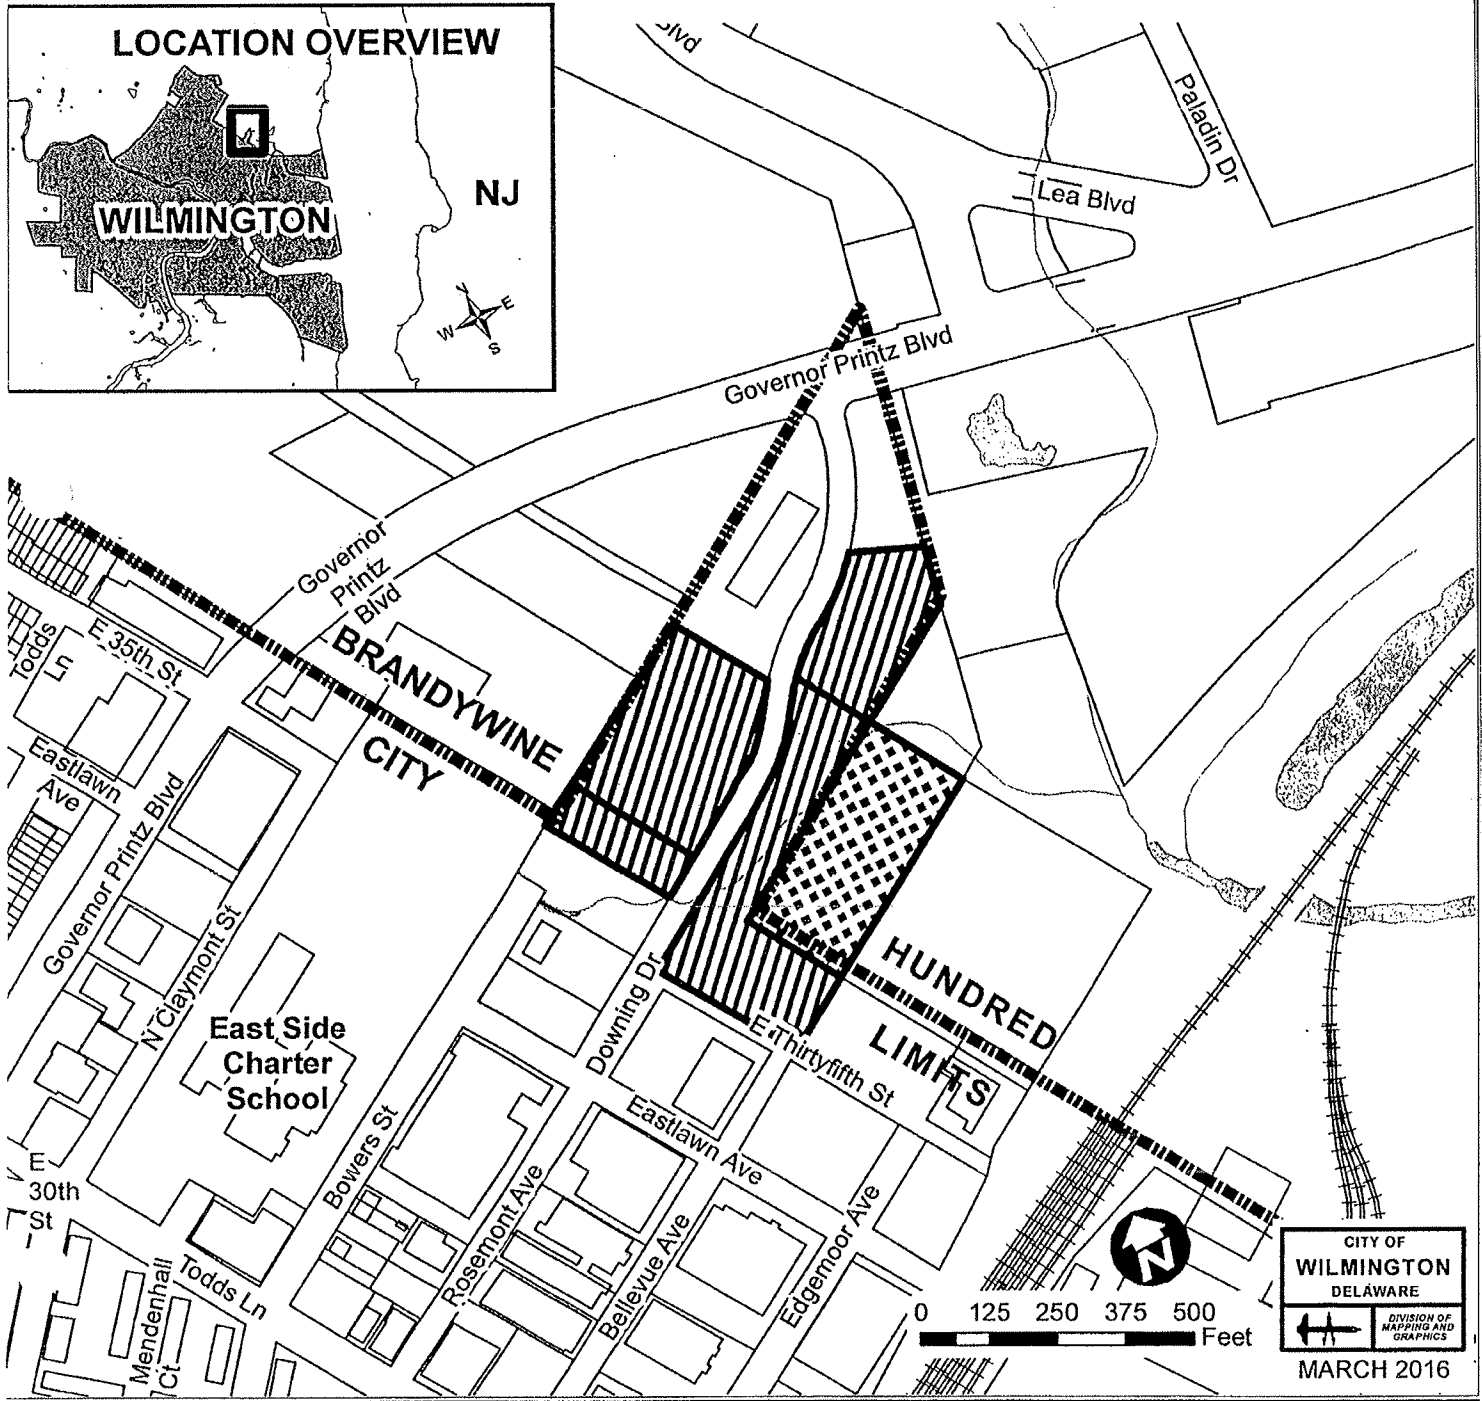 LOCATION OVERVIEW
WILMINGTON
NJ
E
W
S
Blvd
Paladin Dr
Lea Blvd
Governor Printz Blvd
Governor
Printz
Blvd
E 35th St
Todds
Ln
Eastlawn
Ave
BRANDYWINE
CITY
HUNDRED
LIMITS
Governor Printz Blvd
N Claymont St
East Side
Charter
School
Downing Dr
E Thirtyfifth St
Eastlawn Ave
Bowers St
E
30th
St
Rosemont Ave
Bellevue Ave
Edgemoor Ave
Todds Ln
Mendenhall
Ct
N
0 125 250 375 500
Feet
CITY OF
WILMINGTON
DELAWARE
DIVISION OF
MAPPING AND
GRAPHICS
MARCH 2016